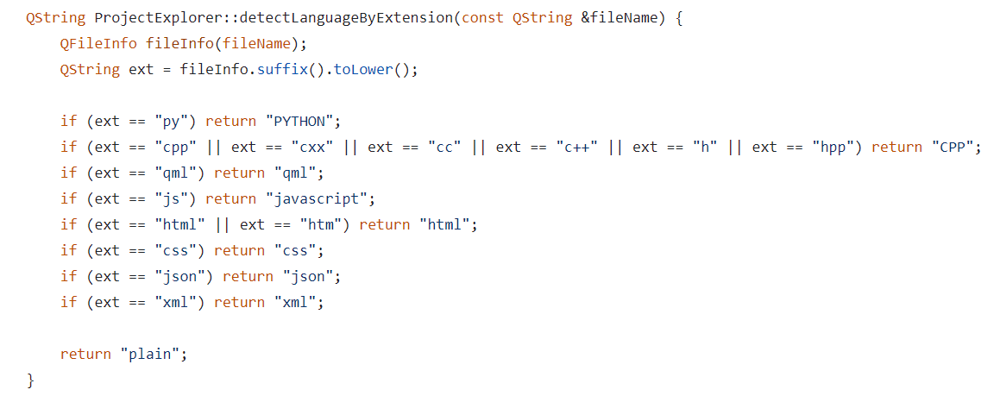 QString ProjectExplorer::detectLanguageByExtension(const QString &fileName) {
    QFileInfo fileInfo(fileName);
    QString ext = fileInfo.suffix().toLower();

    if (ext == "py") return "PYTHON";
    if (ext == "cpp" || ext == "cxx" || ext == "cc" || ext == "c++" || ext == "h" || ext == "hpp") return "CPP";
    if (ext == "qml") return "qml";
    if (ext == "js") return "javascript";
    if (ext == "html" || ext == "htm") return "html";
    if (ext == "css") return "css";
    if (ext == "json") return "json";
    if (ext == "xml") return "xml";

    return "plain";
}